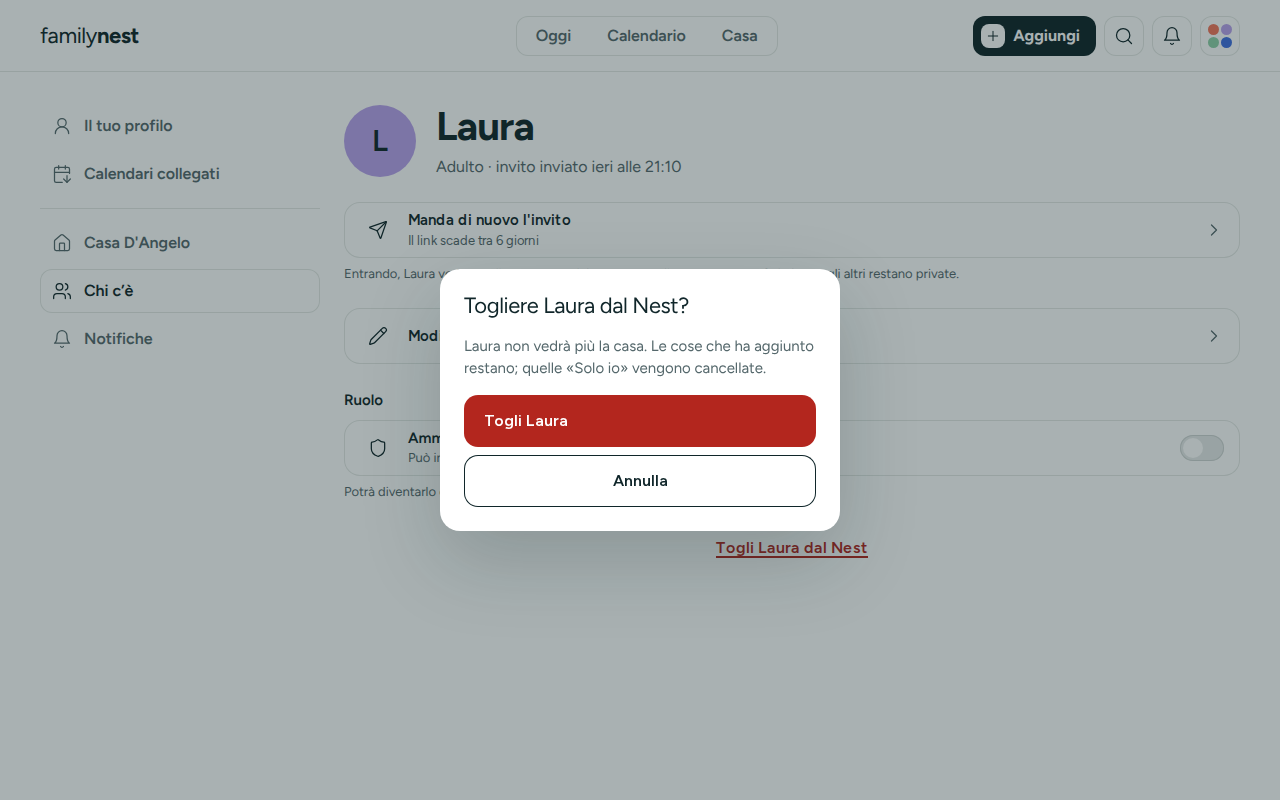 familynest
Oggi
Calendario
Casa
Aggiungi
Il tuo profilo
Calendari collegati
Casa D'Angelo
Chi c’è
Notifiche
L
Laura
Adulto · invito inviato ieri alle 21:10
Manda di nuovo l'invito
Il link scade tra 6 giorni
Entrando, Laura
altri restano private.
Ruolo
Può
Potrà diventarlo
Togliere Laura dal Nest?
Laura non vedrà più la casa. Le cose che ha aggiunto
restano; quelle «Solo io» vengono cancellate.
Togli Laura
Annulla
Togli Laura dal Nest